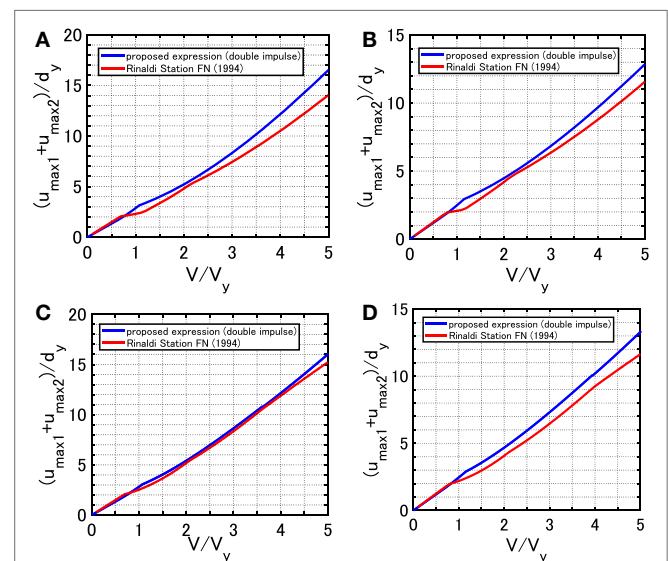 A
(u_max1+u_max2)/d_y
20
15
10
5
0
proposed expression (double impulse)
Rinaldi Station FN (1994)
0 1 2 3 4 5
V/V_y
B
(u_max1+u_max2)/d_y
15
10
5
0
proposed expression (double impulse)
Rinaldi Station FN (1994)
0 1 2 3 4 5
V/V_y
C
(u_max1+u_max2)/d_y
20
15
10
5
0
proposed expression (double impulse)
Rinaldi Station FN (1994)
0 1 2 3 4 5
V/V_y
D
(u_max1+u_max2)/d_y
15
10
5
0
proposed expression (double impulse)
Rinaldi Station FN (1994)
0 1 2 3 4 5
V/V_y